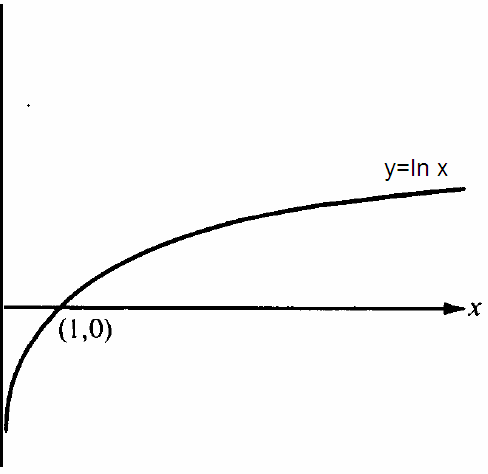 y=ln x
x
(1,0)